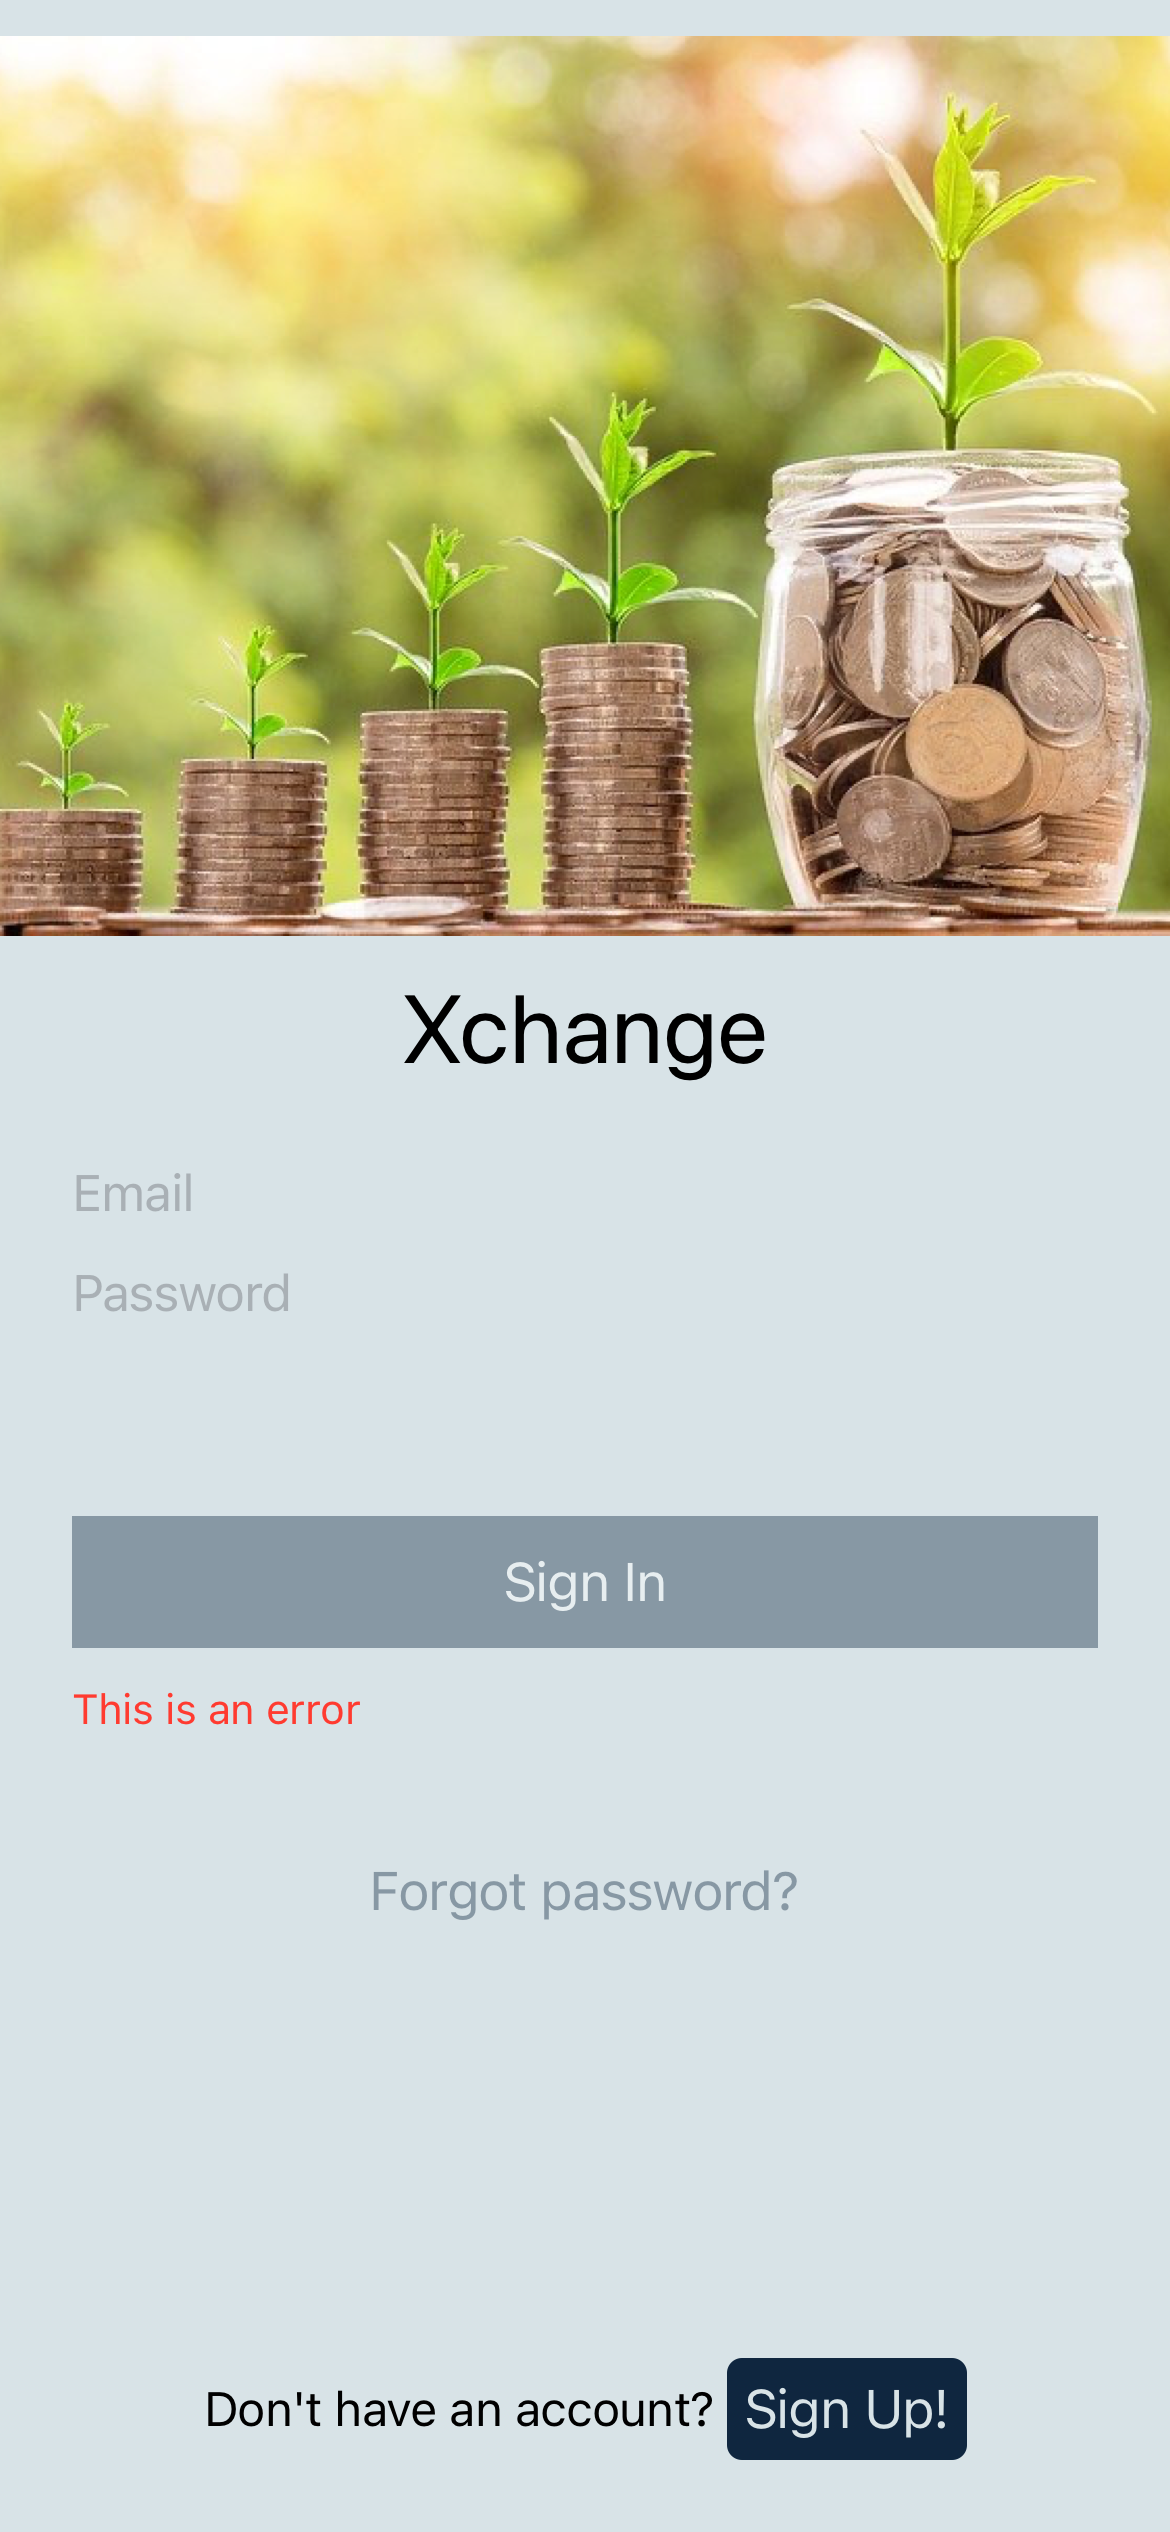 Xchange
Email
Password
Sign In
This is an error
Forgot password?
Don't have an account? Sign Up!